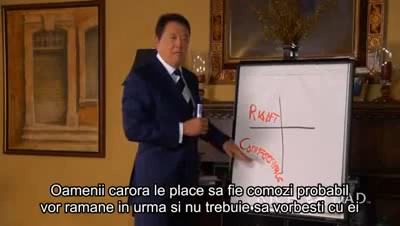 RIGHT
COMFORTABLE
Oamenii carora le place sa fie comozi probabil
vor ramane in urma si nu trebuie sa vorbesti cu ei